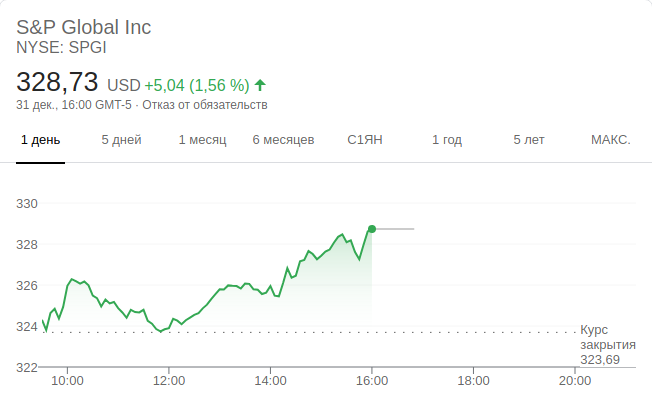 S&P Global Inc
NYSE: SPGI
328,73 USD +5,04 (1,56 %)
31 дек., 16:00 GMT-5 · Отказ от обязательств
1 день 5 дней 1 месяц 6 месяцев С1ЯН 1 год 5 лет МАКС.
330
328
326
324
322
Курс
закрытия
323,69
10:00 12:00 14:00 16:00 18:00 20:00